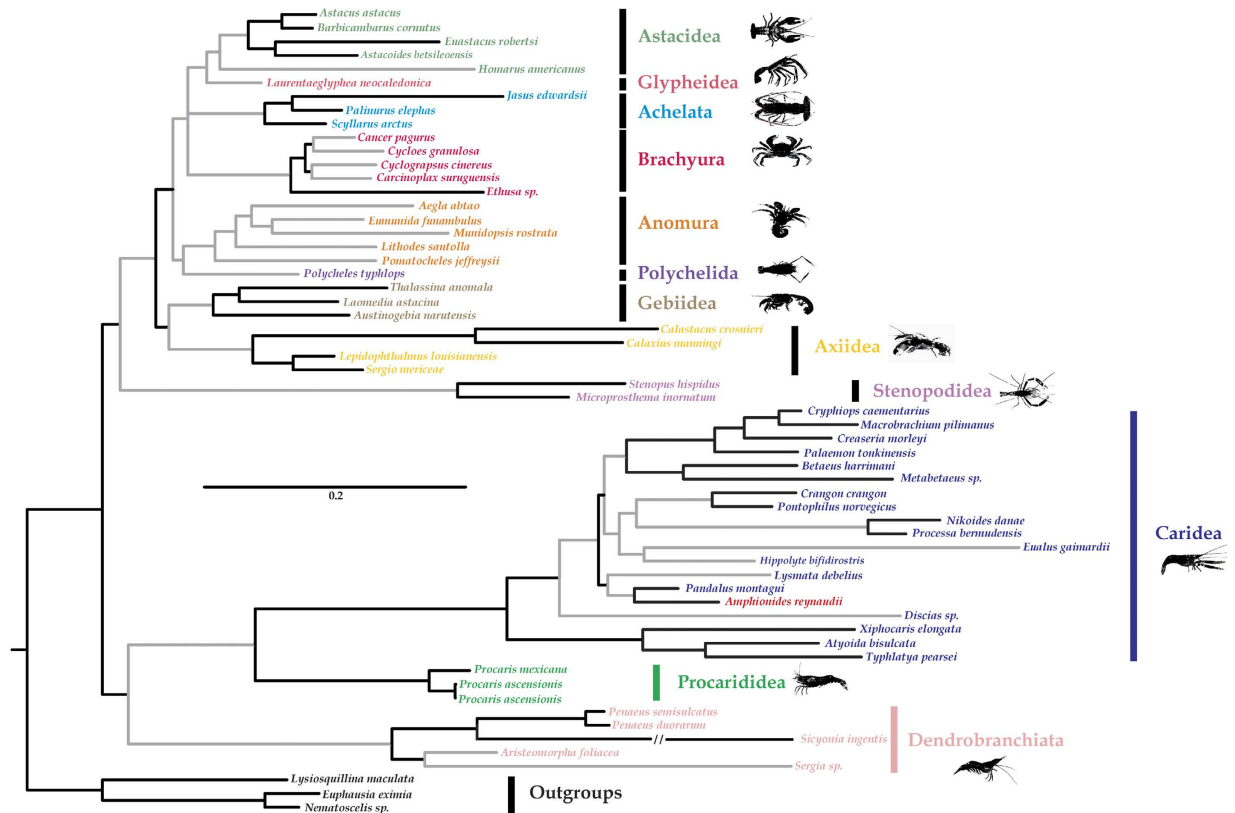 Astacus astacus
Barbicambarus cornutus
Euastacus robertsi
Astacoides betsileoensis
Homarus americanus
Astacidea
Laurentaeglyphea neocaledonica
Glypheidea
Jasus edwardsii
Palinurus elephas
Scyllarus arctus
Achelata
Cancer pagurus
Cycloes granulosa
Cyclograpsus cinereus
Carcinoplax suruguensis
Ethusa sp.
Brachyura
Aegla abtao
Eumunida funambulus
Munidopsis rostrata
Lithodes santolla
Pomatocheles jeffreysii
Anomura
Polycheles typhlops
Polychelida
Thalassina anomala
Laomedia astacina
Austinogebia narutensis
Gebiidea
Calastacus crosnieri
Calaxius manningi
Lepidophthalmus louisianensis
Sergio mericeae
Axiidea
Stenopus hispidus
Microprosthema inornatum
Stenopodidea
Cryphiops caementarius
Macrobrachium pilimanus
Creaseria morleyi
Palaemon tonkinensis
Betaeus harrimani
Metabetaeus sp.
Crangon crangon
Pontophilus norvegicus
Nikoides danae
Processa bermudensis
Eualus gaimardii
Hippolyte bifidirostris
Lysmata debelius
Pandalus montagui
Amphionides reynaudii
Discias sp.
Xiphocaris elongata
Atyoida bisulcata
Typhlatya pearsei
Caridea
0.2
Procaris mexicana
Procaris ascensionis
Procaris ascensionis
Procarididea
Penaeus semisulcatus
Penaeus duorarum
//
Sicyonia ingentis
Aristeomorpha foliacea
Sergia sp.
Dendrobranchiata
Lysiosquillina maculata
Euphausia eximia
Nematoscelis sp.
Outgroups